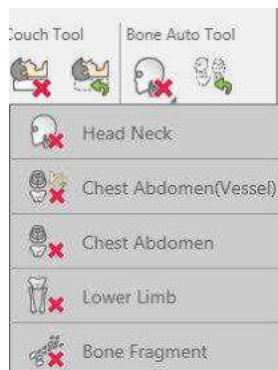 Couch Tool
Bone Auto Tool
Head Neck
Chest Abdomen(Vessel)
Chest Abdomen
Lower Limb
Bone Fragment